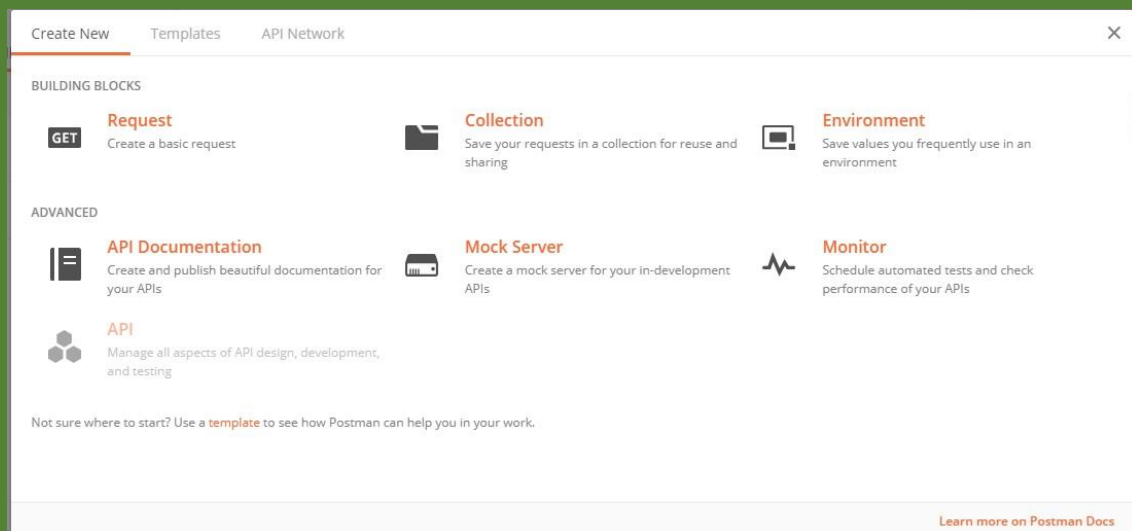 Create New
Templates
API Network
BUILDING BLOCKS
GET
Request
Create a basic request
Collection
Save your requests in a collection for reuse and
sharing
Environment
Save values you frequently use in an
environment
ADVANCED
API Documentation
Create and publish beautiful documentation for
your APIs
Mock Server
Create a mock server for your in-development
APIs
Monitor
Schedule automated tests and check
performance of your APIs
API
Manage all aspects of API design, development,
and testing
Not sure where to start? Use a template to see how Postman can help you in your work.
Learn more on Postman Docs